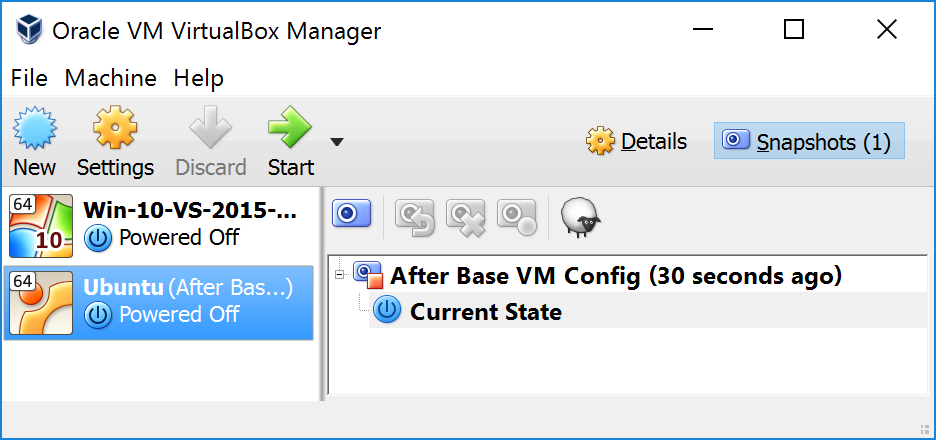 Oracle VM VirtualBox Manager
File Machine Help
New Settings Discard Start Details Snapshots (1)
64 10 Win-10-VS-2015-...
Powered Off
64 Ubuntu (After Bas...)
Powered Off
After Base VM Config (30 seconds ago)
Current State